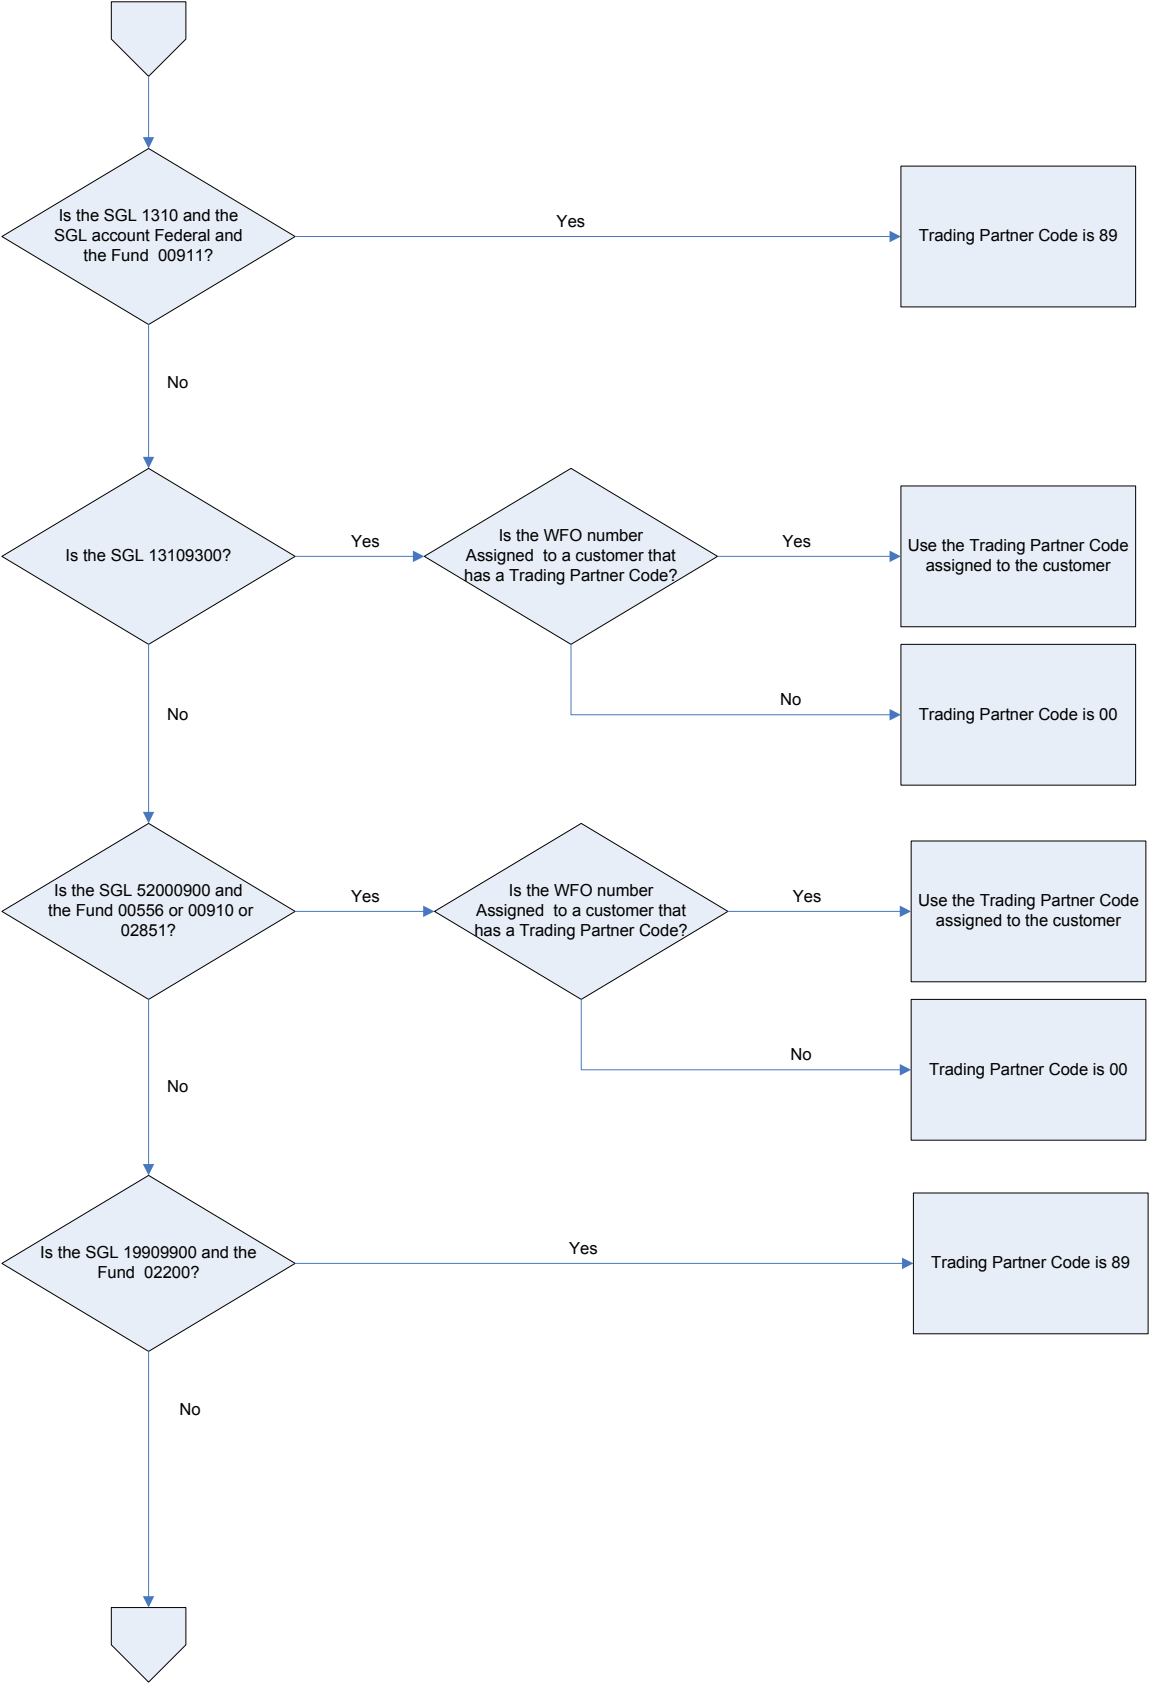 Is the SGL 1310 and the
SGL account Federal and
the Fund  00911?
Yes
Trading Partner Code is 89
No
Is the SGL 13109300?
Yes
Is the WFO number
Assigned  to a customer that
has a Trading Partner Code?
Yes
Use the Trading Partner Code
assigned to the customer
No
Trading Partner Code is 00
No
Is the SGL 52000900 and
the Fund 00556 or 00910 or
02851?
Yes
Is the WFO number
Assigned  to a customer that
has a Trading Partner Code?
Yes
Use the Trading Partner Code
assigned to the customer
No
Trading Partner Code is 00
No
Is the SGL 19909900 and the
Fund  02200?
Yes
Trading Partner Code is 89
No